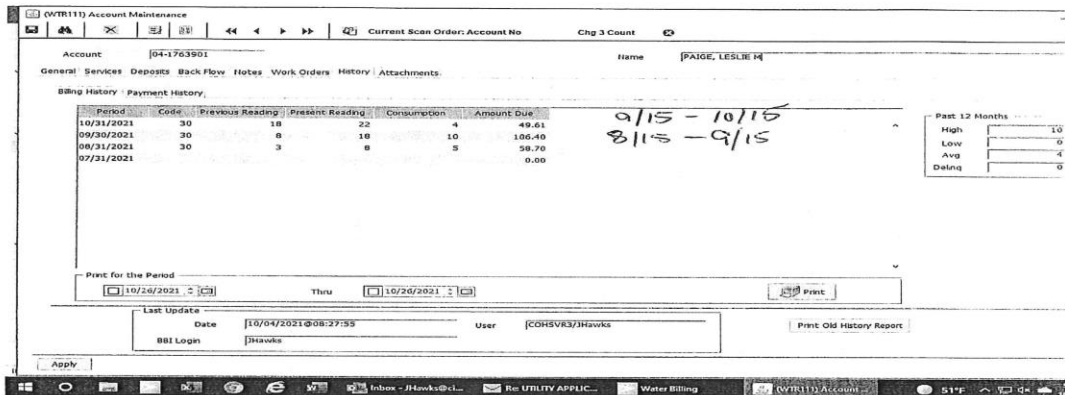 (WTR111) Account Maintenance
Current Scan Order: Account No Chg 3 Count
Account 04-1763901 Name PAIGE, LESLIE M
General Services Deposits Back Flow Notes Work Orders History Attachments
Billing History Payment History
Period Code Previous Reading Present Reading Consumption Amount Due
10/31/2021 30 18 22 4 49.61
09/30/2021 30 8 18 10 106.40
08/31/2021 30 3 8 5 58.70
07/31/2021 0.00
9/15 - 10/15
8/15 - 9/15
Past 12 Months
High 10
Low 0
Avg 4
Delinq 0
Print for the Period
10/26/2021 Thru 10/26/2021 Print
Last Update
Date 10/04/2021@08:27:55 User COHSVR3/JHawks
BBI Login JHawks
Print Old History Report
Apply
Inbox - JHawks@ci... Re: UTILITY APPLIC... Water Billing (WTR111) Account ... 51°F